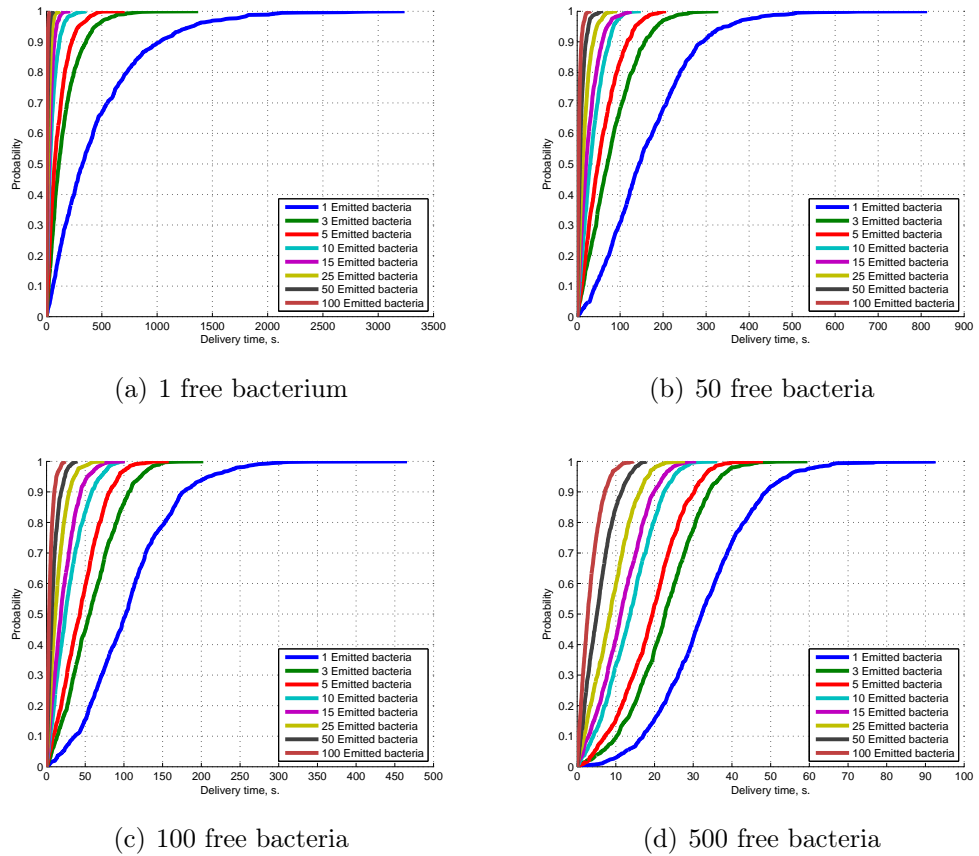 1
0.9
0.8
0.7
0.6
0.5
0.4
0.3
0.2
0.1
0
Probability
1 Emitted bacteria
3 Emitted bacteria
5 Emitted bacteria
10 Emitted bacteria
15 Emitted bacteria
25 Emitted bacteria
50 Emitted bacteria
100 Emitted bacteria
0 500 1000 1500 2000 2500 3000 3500
Delivery time, s.
(a) 1 free bacterium
1
0.9
0.8
0.7
0.6
0.5
0.4
0.3
0.2
0.1
0
Probability
1 Emitted bacteria
3 Emitted bacteria
5 Emitted bacteria
10 Emitted bacteria
15 Emitted bacteria
25 Emitted bacteria
50 Emitted bacteria
100 Emitted bacteria
0 100 200 300 400 500 600 700 800 900
Delivery time, s.
(b) 50 free bacteria
1
0.9
0.8
0.7
0.6
0.5
0.4
0.3
0.2
0.1
0
Probability
1 Emitted bacteria
3 Emitted bacteria
5 Emitted bacteria
10 Emitted bacteria
15 Emitted bacteria
25 Emitted bacteria
50 Emitted bacteria
100 Emitted bacteria
0 50 100 150 200 250 300 350 400 450 500
Delivery time, s.
(c) 100 free bacteria
1
0.9
0.8
0.7
0.6
0.5
0.4
0.3
0.2
0.1
0
Probability
1 Emitted bacteria
3 Emitted bacteria
5 Emitted bacteria
10 Emitted bacteria
15 Emitted bacteria
25 Emitted bacteria
50 Emitted bacteria
100 Emitted bacteria
0 10 20 30 40 50 60 70 80 90 100
Delivery time, s.
(d) 500 free bacteria